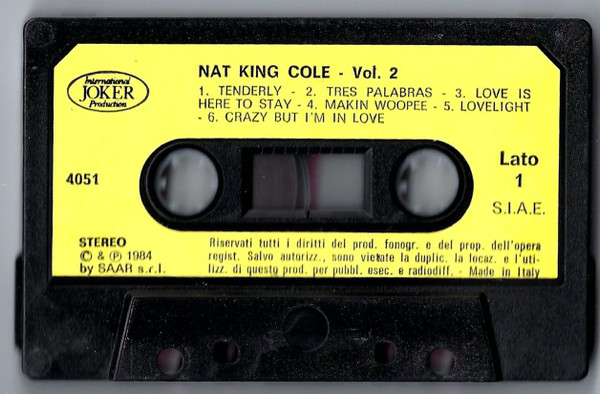 International
JOKER
Production
NAT KING COLE - Vol. 2
1. TENDERLY - 2. TRES PALABRAS - 3. LOVE IS
HERE TO STAY - 4. MAKIN WOOPEE - 5. LOVELIGHT
- 6. CRAZY BUT I'M IN LOVE
4051
Lato
1
S.I.A.E.
STEREO
© & ℗ 1984
by SAAR s.r.l.
Riservati tutti i diritti del prod. fonogr. e del prop. dell'opera
regist. Salvo autorizz., sono vietate la duplic. la locaz. e l'uti-
lizz. di questo prod. per pubbl. esec. e radiodiff. - Made in Italy